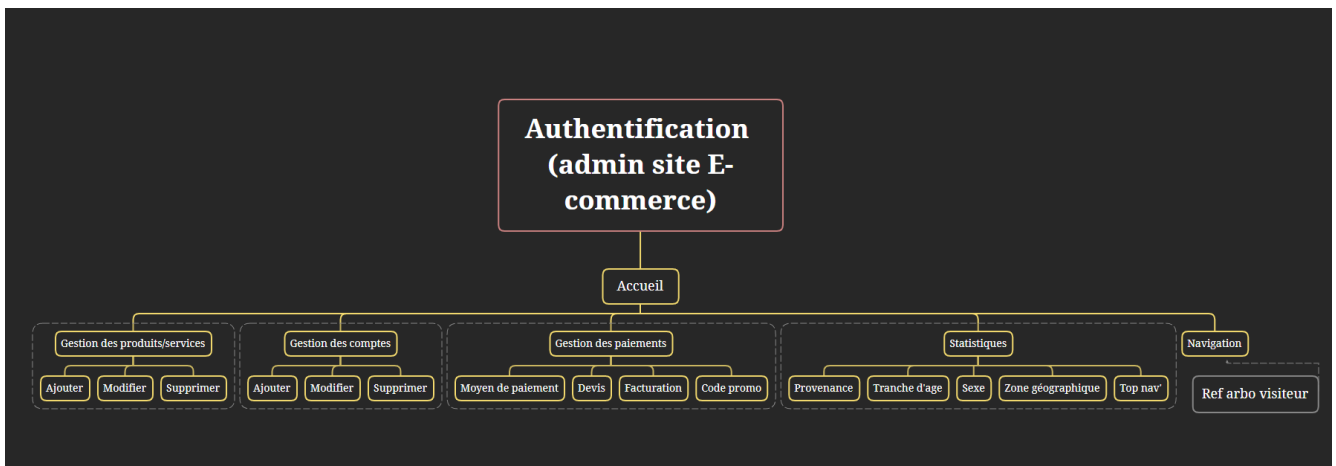 Authentification
(admin site E-
commerce)
Accueil
Gestion des produits/services
Gestion des comptes
Gestion des paiements
Statistiques
Navigation
Ajouter
Modifier
Supprimer
Ajouter
Modifier
Supprimer
Moyen de paiement
Devis
Facturation
Code promo
Provenance
Tranche d'age
Sexe
Zone géographique
Top nav'
Ref arbo visiteur